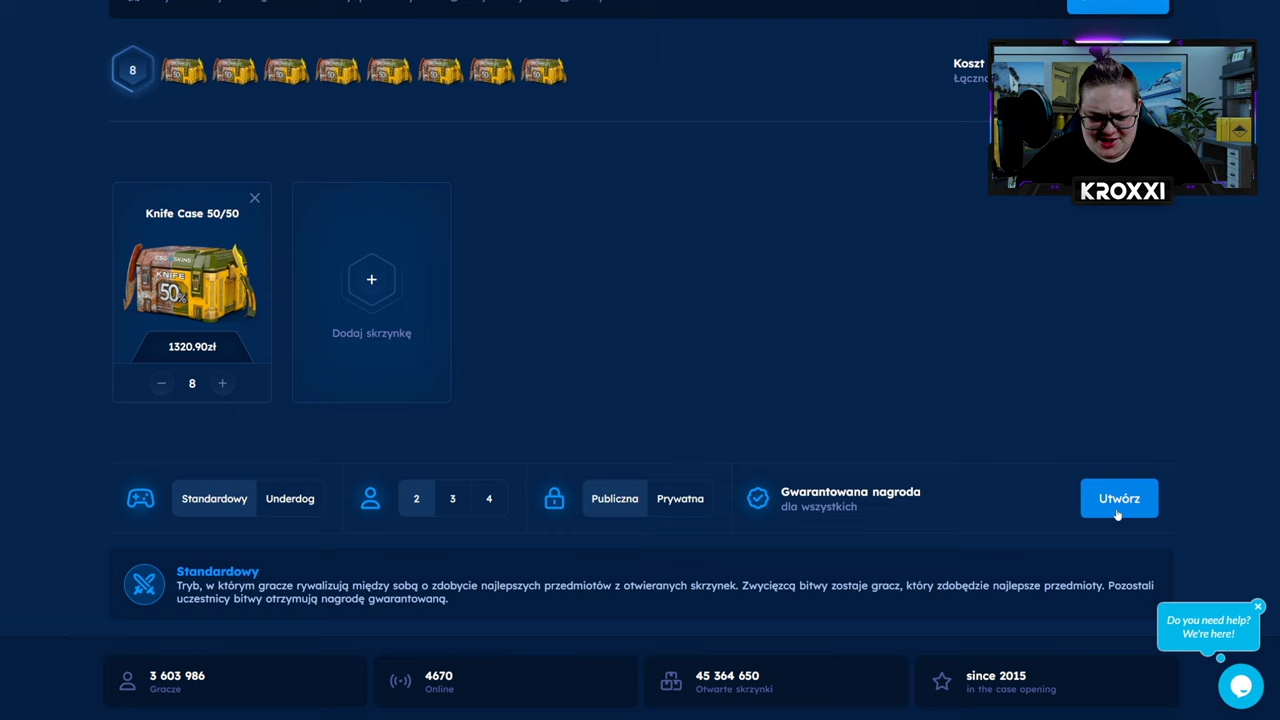 8
Koszt
Łączna
KROXXI
Knife Case 50/50
CSG SKINS
KNIFE
50%
1320.90zł
8
Dodaj skrzynkę
Standardowy Underdog
2 3 4
Publiczna Prywatna
Gwarantowana nagroda
dla wszystkich
Utwórz
Standardowy
Tryb, w którym gracze rywalizują między sobą o zdobycie najlepszych przedmiotów z otwieranych skrzynek. Zwycięzcą bitwy zostaje gracz, który zdobędzie najlepsze przedmioty. Pozostali
uczestnicy bitwy otrzymują nagrodę gwarantowaną.
Do you need help?
We're here!
3 603 986
Gracze
4670
Online
45 364 650
Otwarte skrzynki
since 2015
in the case opening